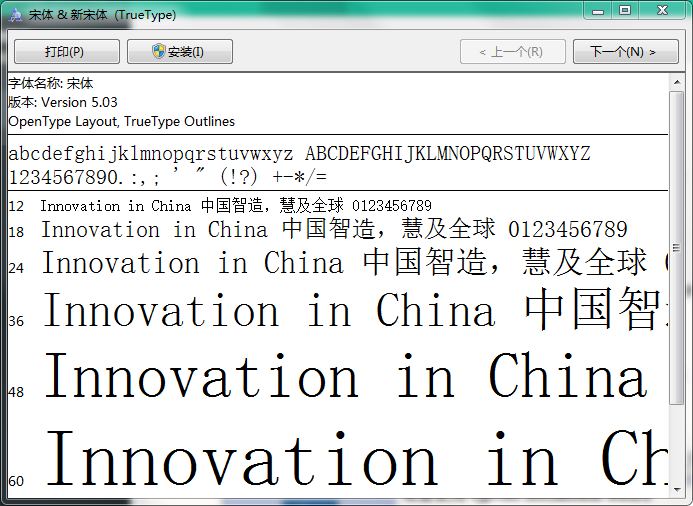 宋体 & 新宋体 (TrueType)
打印(P) 安装(I) < 上一个(R) 下一个(N) >
字体名称: 宋体
版本: Version 5.03
OpenType Layout, TrueType Outlines
abcdefghijklmnopqrstuvwxyz ABCDEFGHIJKLMNOPQRSTUVWXYZ
1234567890.:,; ' " (!?) +-*/=
12 Innovation in China 中国智造，慧及全球 0123456789
18 Innovation in China 中国智造，慧及全球 0123456789
24 Innovation in China 中国智造，慧及全球
36 Innovation in China 中国智
48 Innovation in China
60 Innovation in Ch